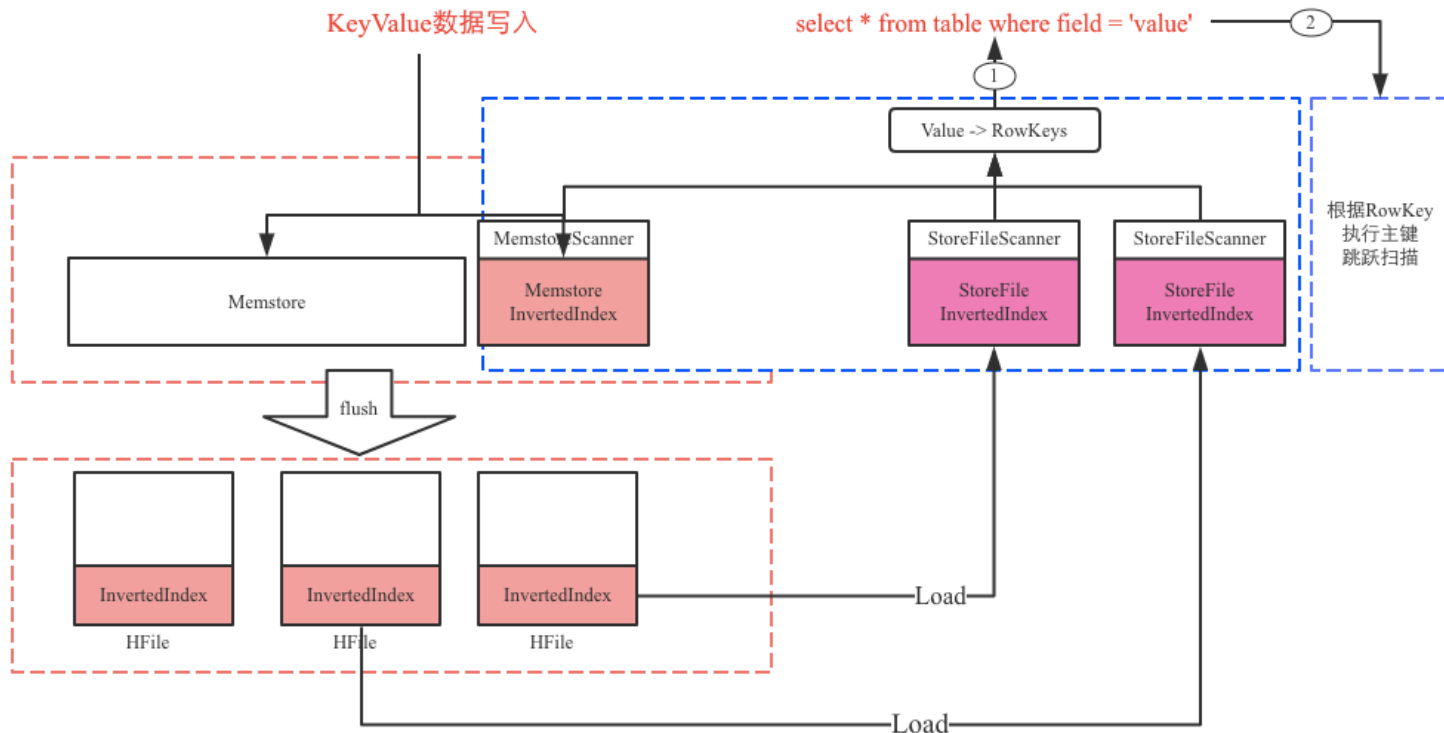 KeyValue数据写入
select * from table where field = 'value'
2
1
Value -> RowKeys
MemstoreScanner
StoreFileScanner
StoreFileScanner
根据RowKey
执行主键
跳跃扫描
Memstore
Memstore
InvertedIndex
StoreFile
InvertedIndex
StoreFile
InvertedIndex
flush
InvertedIndex
InvertedIndex
InvertedIndex
Load
HFile
HFile
HFile
Load